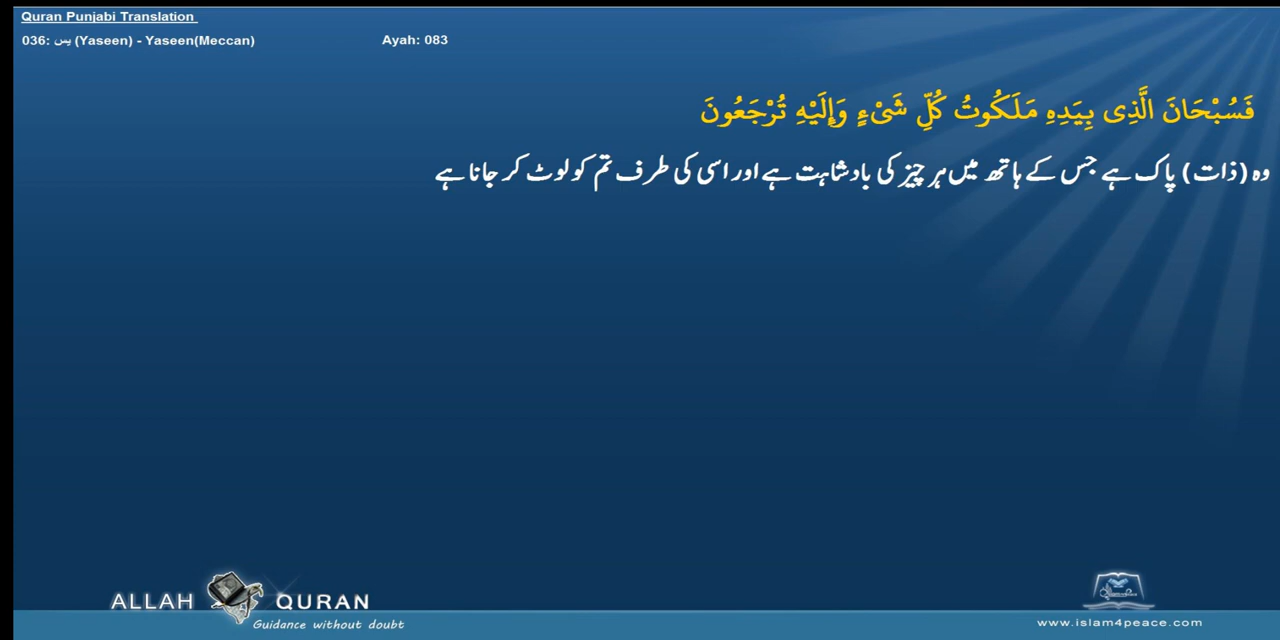 Quran Punjabi Translation
036: يس (Yaseen) - Yaseen(Meccan) Ayah: 083
فَسُبْحَانَ الَّذِى بِيَدِهِ مَلَكُوتُ كُلِّ شَىْءٍ وَإِلَيْهِ تُرْجَعُونَ
وہ (ذات) پاک ہے جس کے ہاتھ میں ہر چیز کی بادشاہت ہے اور اسی کی طرف تم کو لوٹ کر جانا ہے
ALLAH QURAN
Guidance without doubt
www.islam4peace.com